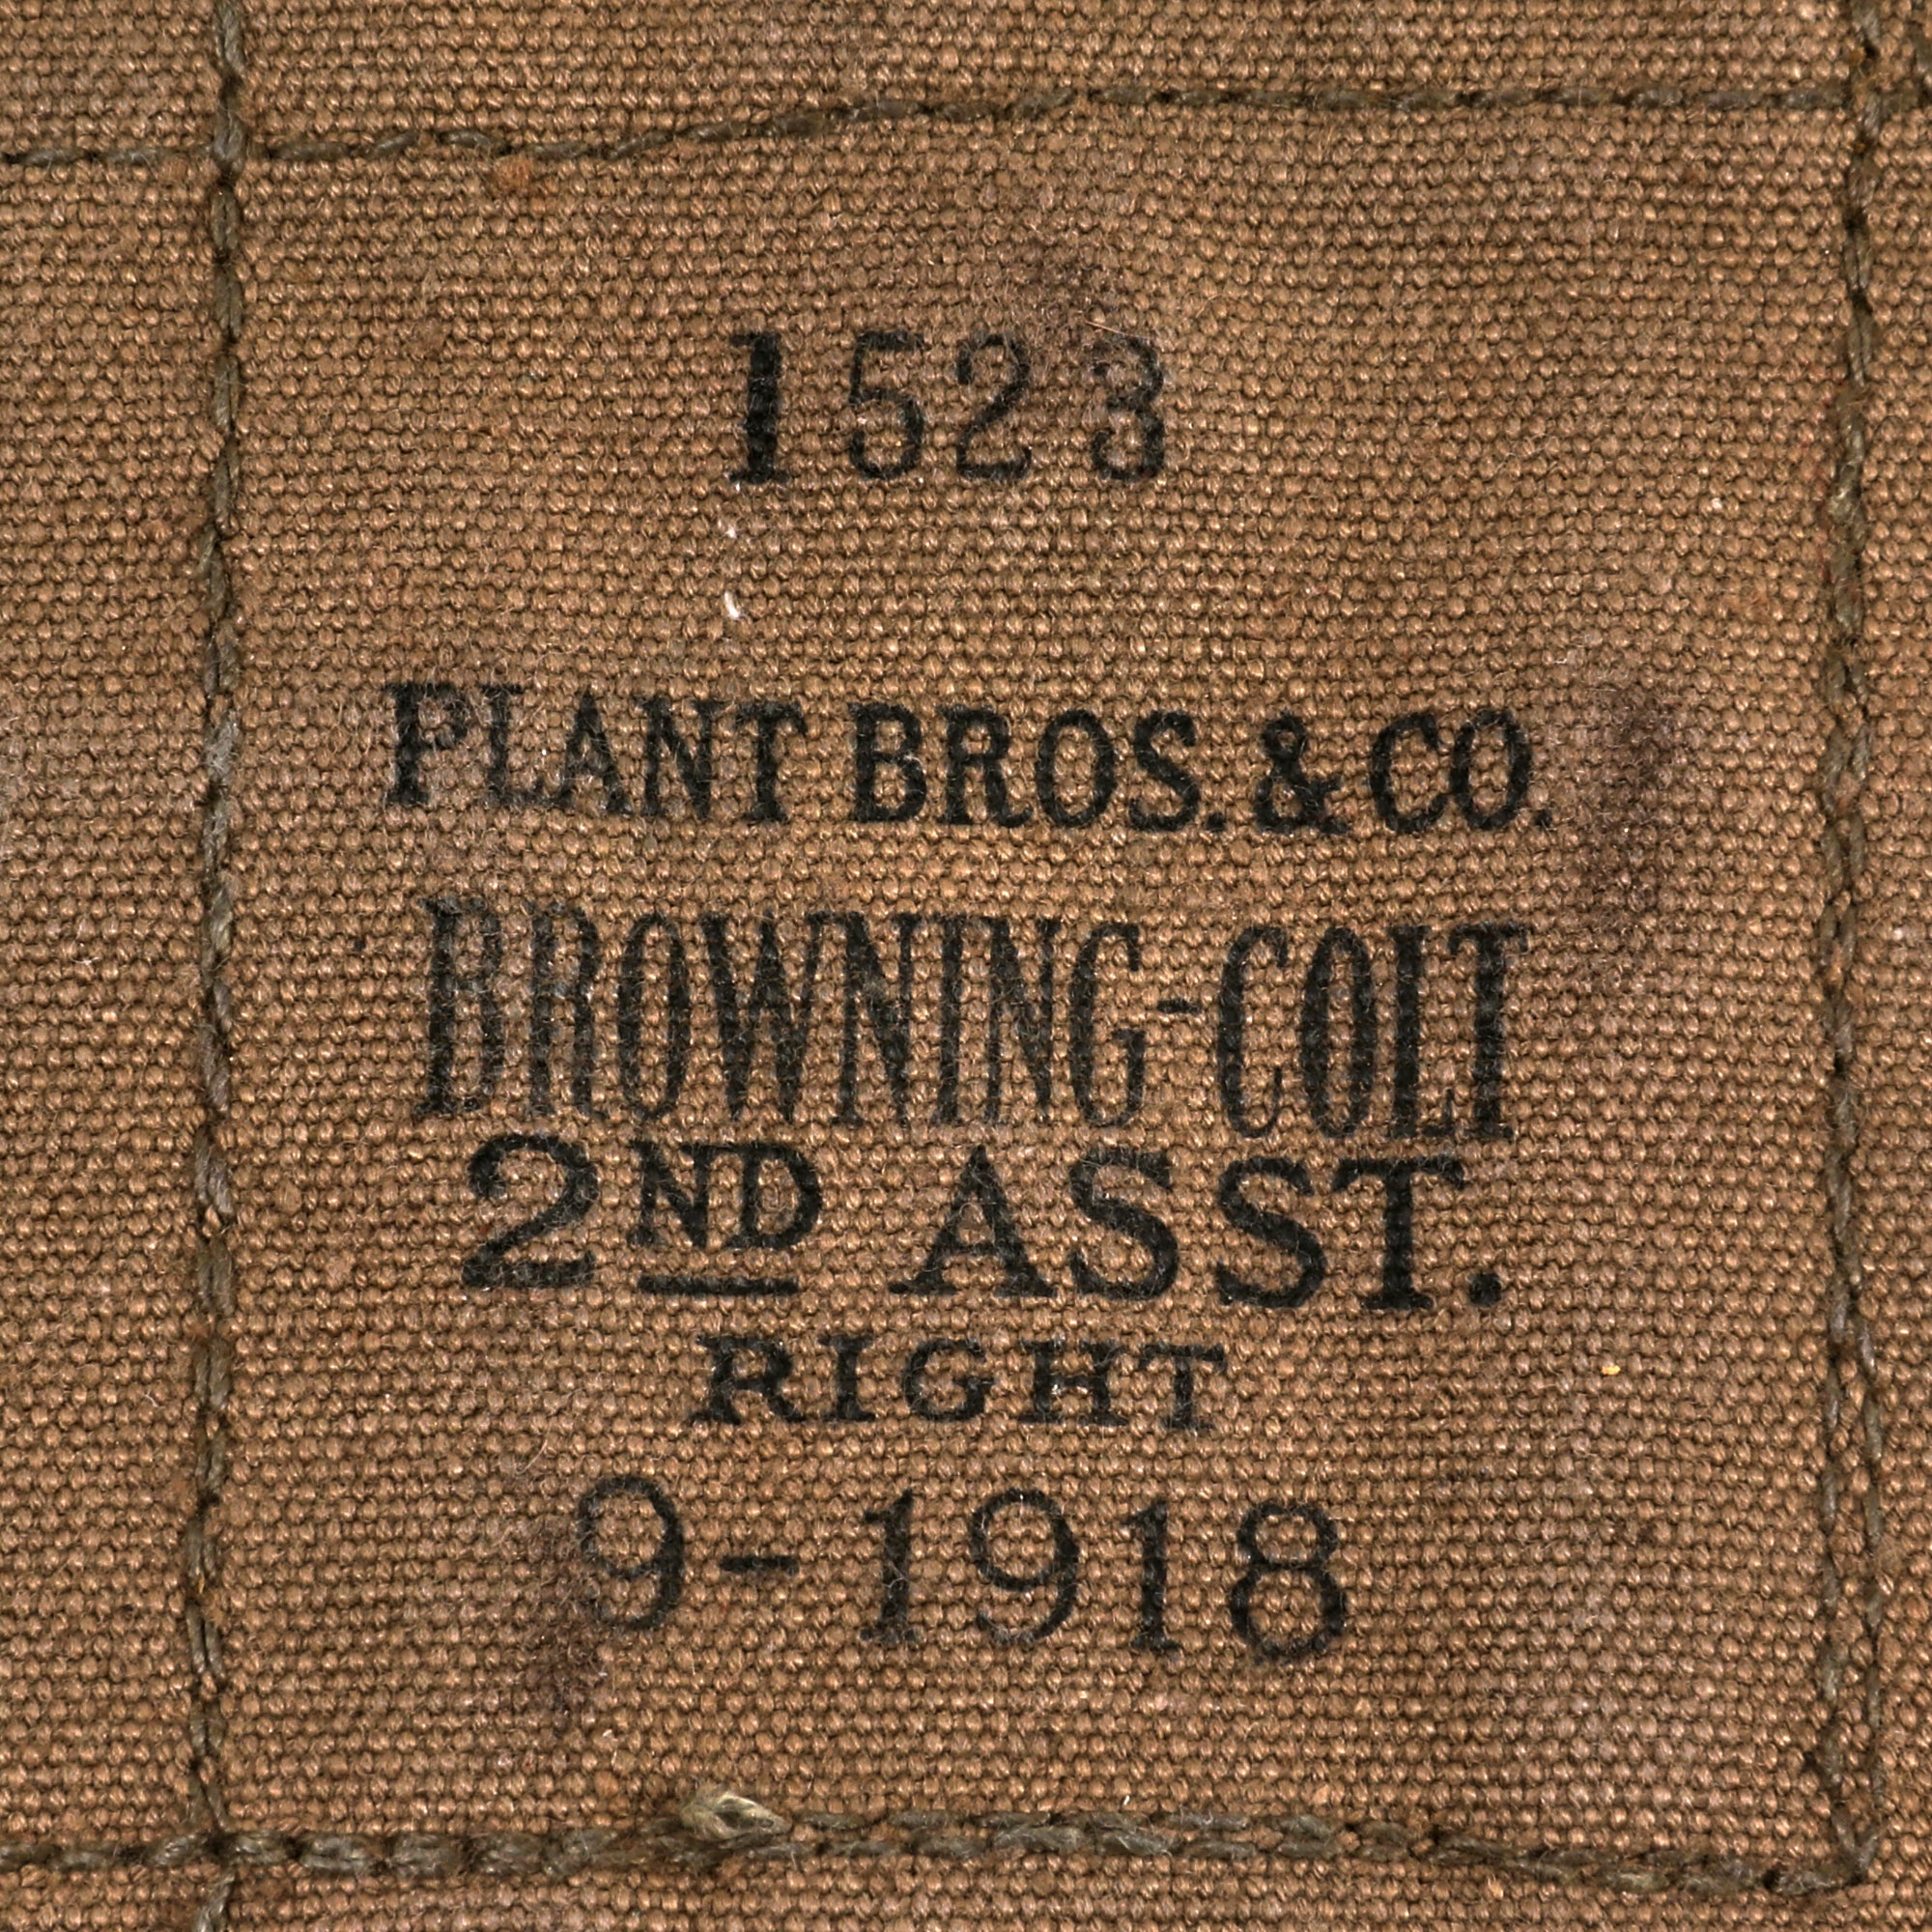 1523
PLANT BROS. & CO.
BROWNING-COLT
2ND ASST.
RIGHT
9-1918